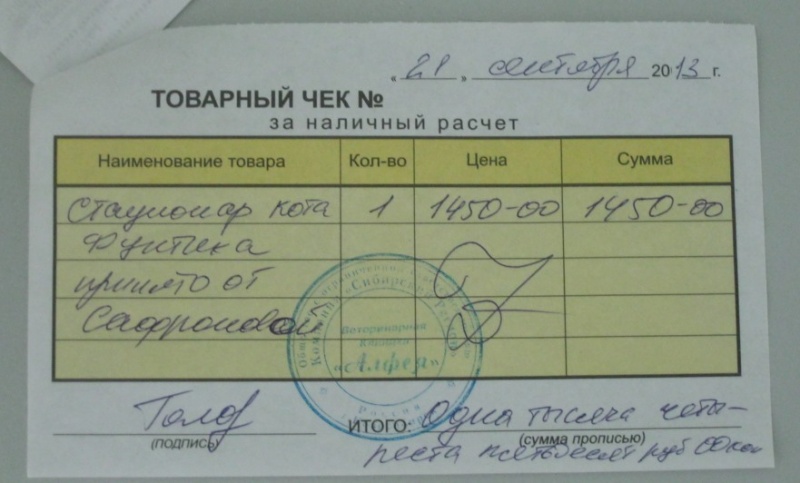 « 21 » сентября 2013 г.
ТОВАРНЫЙ ЧЕК №
за наличный расчет
Наименование товара Кол-во Цена Сумма
Стационар кота 1 1450-00 1450-00
Фунтика
принято от
Сафроновой
Ветеринарная
клиника
«Алфея»
Россия
ИТОГО: Одна тысяча четы-
(подпись) (сумма прописью)
реста пятьдесят руб 00 коп